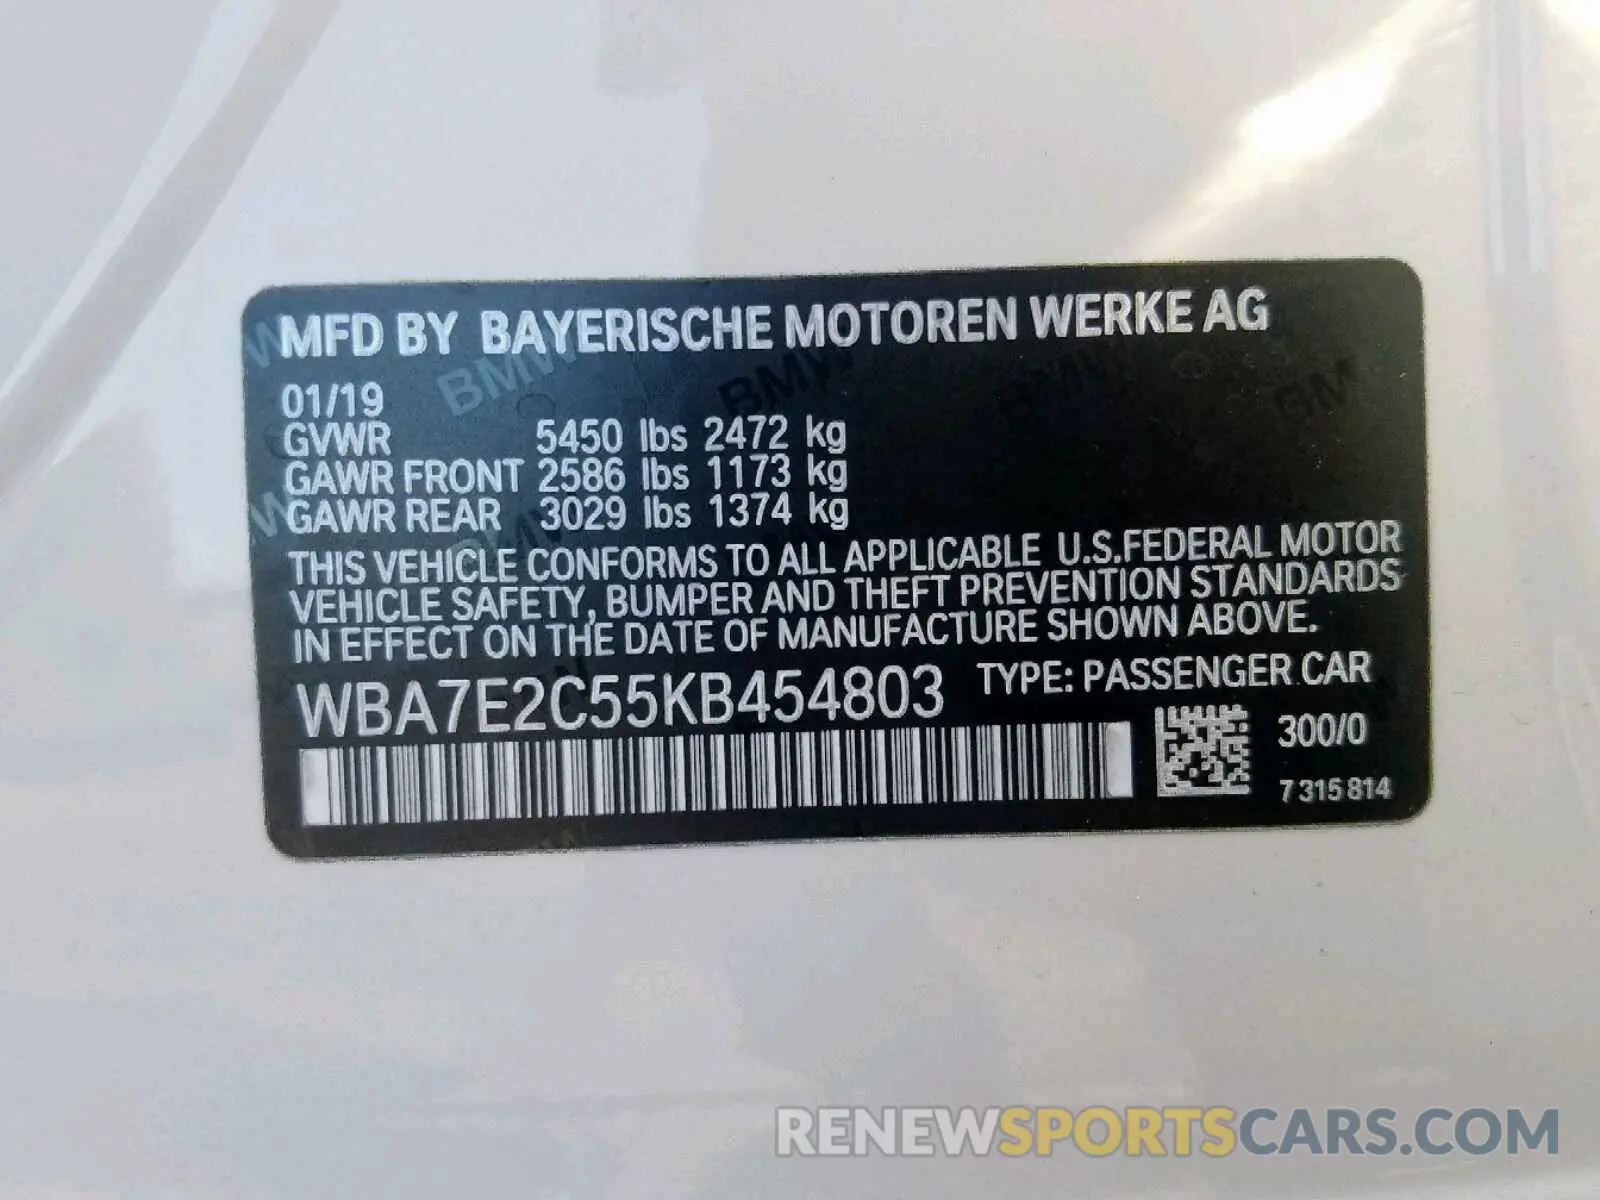 MFD BY BAYERISCHE MOTOREN WERKE AG
01/19
GVWR 5450 lbs 2472 kg
GAWR FRONT 2586 lbs 1173 kg
GAWR REAR 3029 lbs 1374 kg
THIS VEHICLE CONFORMS TO ALL APPLICABLE U.S.FEDERAL MOTOR
VEHICLE SAFETY, BUMPER AND THEFT PREVENTION STANDARDS
IN EFFECT ON THE DATE OF MANUFACTURE SHOWN ABOVE.
WBA7E2C55KB454803 TYPE: PASSENGER CAR
300/0
7 315 814
RENEWSPORTSCARS.COM